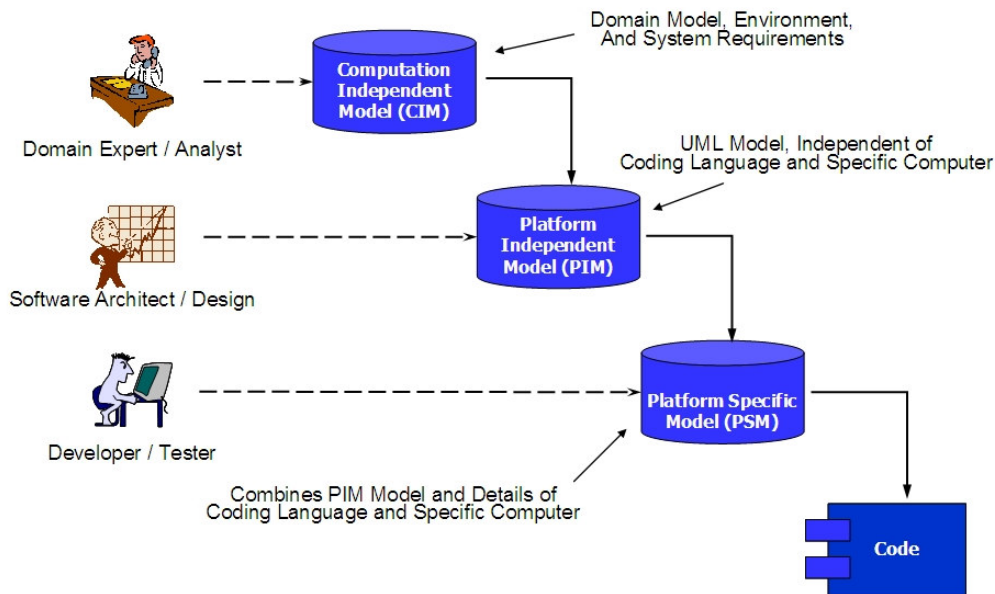 Domain Model, Environment,
And System Requirements
Computation
Independent
Model (CIM)
Domain Expert / Analyst
UML Model, Independent of
Coding Language and Specific Computer
Platform
Independent
Model (PIM)
Software Architect / Design
Platform Specific
Model (PSM)
Developer / Tester
Combines PIM Model and Details of
Coding Language and Specific Computer
Code